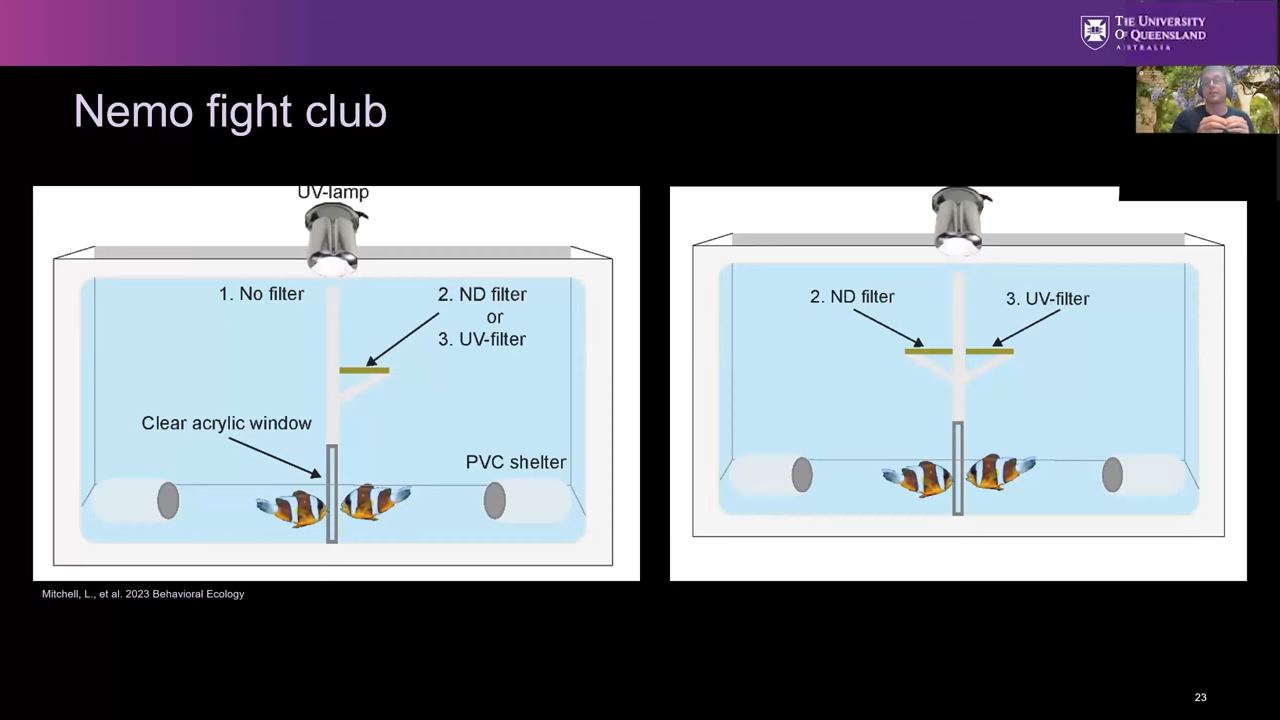 THE UNIVERSITY
OF QUEENSLAND
AUSTRALIA
Nemo fight club
UV-lamp
1. No filter
2. ND filter
or
3. UV-filter
Clear acrylic window
PVC shelter
2. ND filter
3. UV-filter
Mitchell, L., et al. 2023 Behavioral Ecology
23